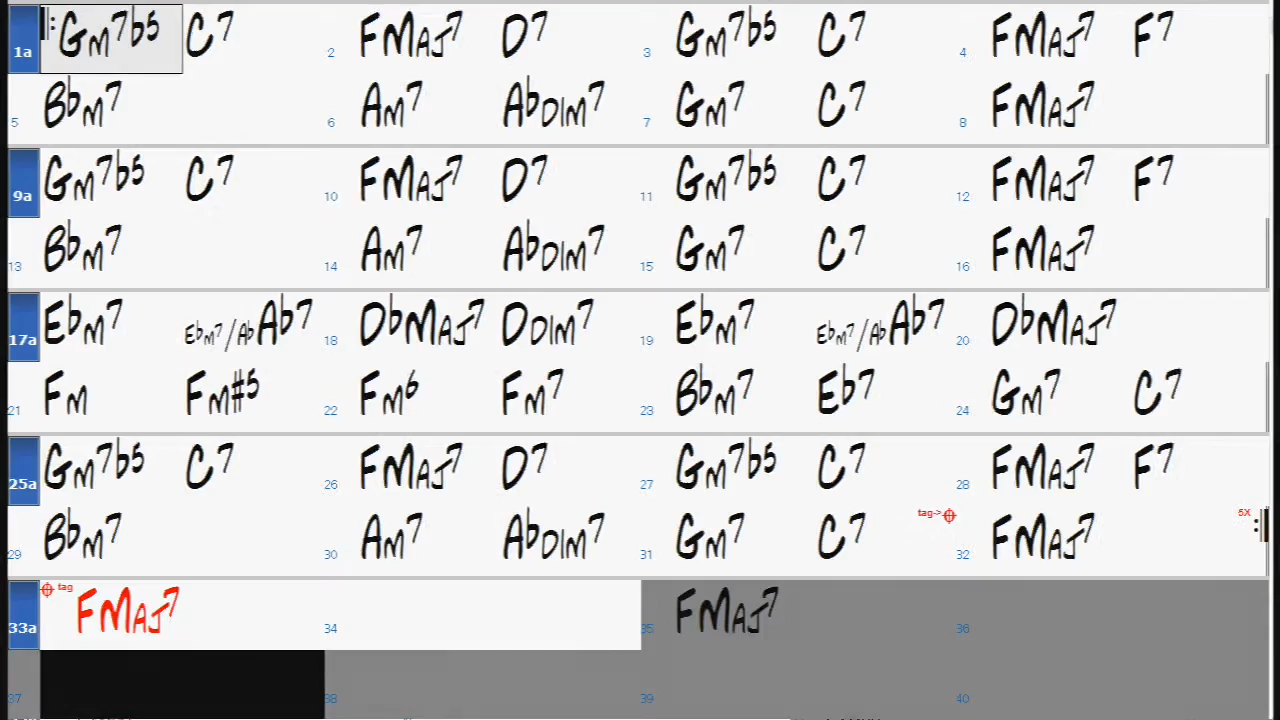 1a Gm7b5 C7 2 FMaj7 D7 3 Gm7b5 C7 4 FMaj7 F7
5 Bbm7 6 Am7 Abdim7 7 Gm7 C7 8 FMaj7
9a Gm7b5 C7 10 FMaj7 D7 11 Gm7b5 C7 12 FMaj7 F7
13 Bbm7 14 Am7 Abdim7 15 Gm7 C7 16 FMaj7
17a Ebm7 Ebm7/Ab Ab7 18 DbMaj7 Ddim7 19 Ebm7 Ebm7/Ab Ab7 20 DbMaj7
21 Fm Fm#5 22 Fm6 Fm7 23 Bbm7 Eb7 24 Gm7 C7
25a Gm7b5 C7 26 FMaj7 D7 27 Gm7b5 C7 28 FMaj7 F7
29 Bbm7 30 Am7 Abdim7 31 Gm7 C7 tag-> 32 FMaj7 5X
33a tag FMaj7 34 35 FMaj7 36
37 38 39 40